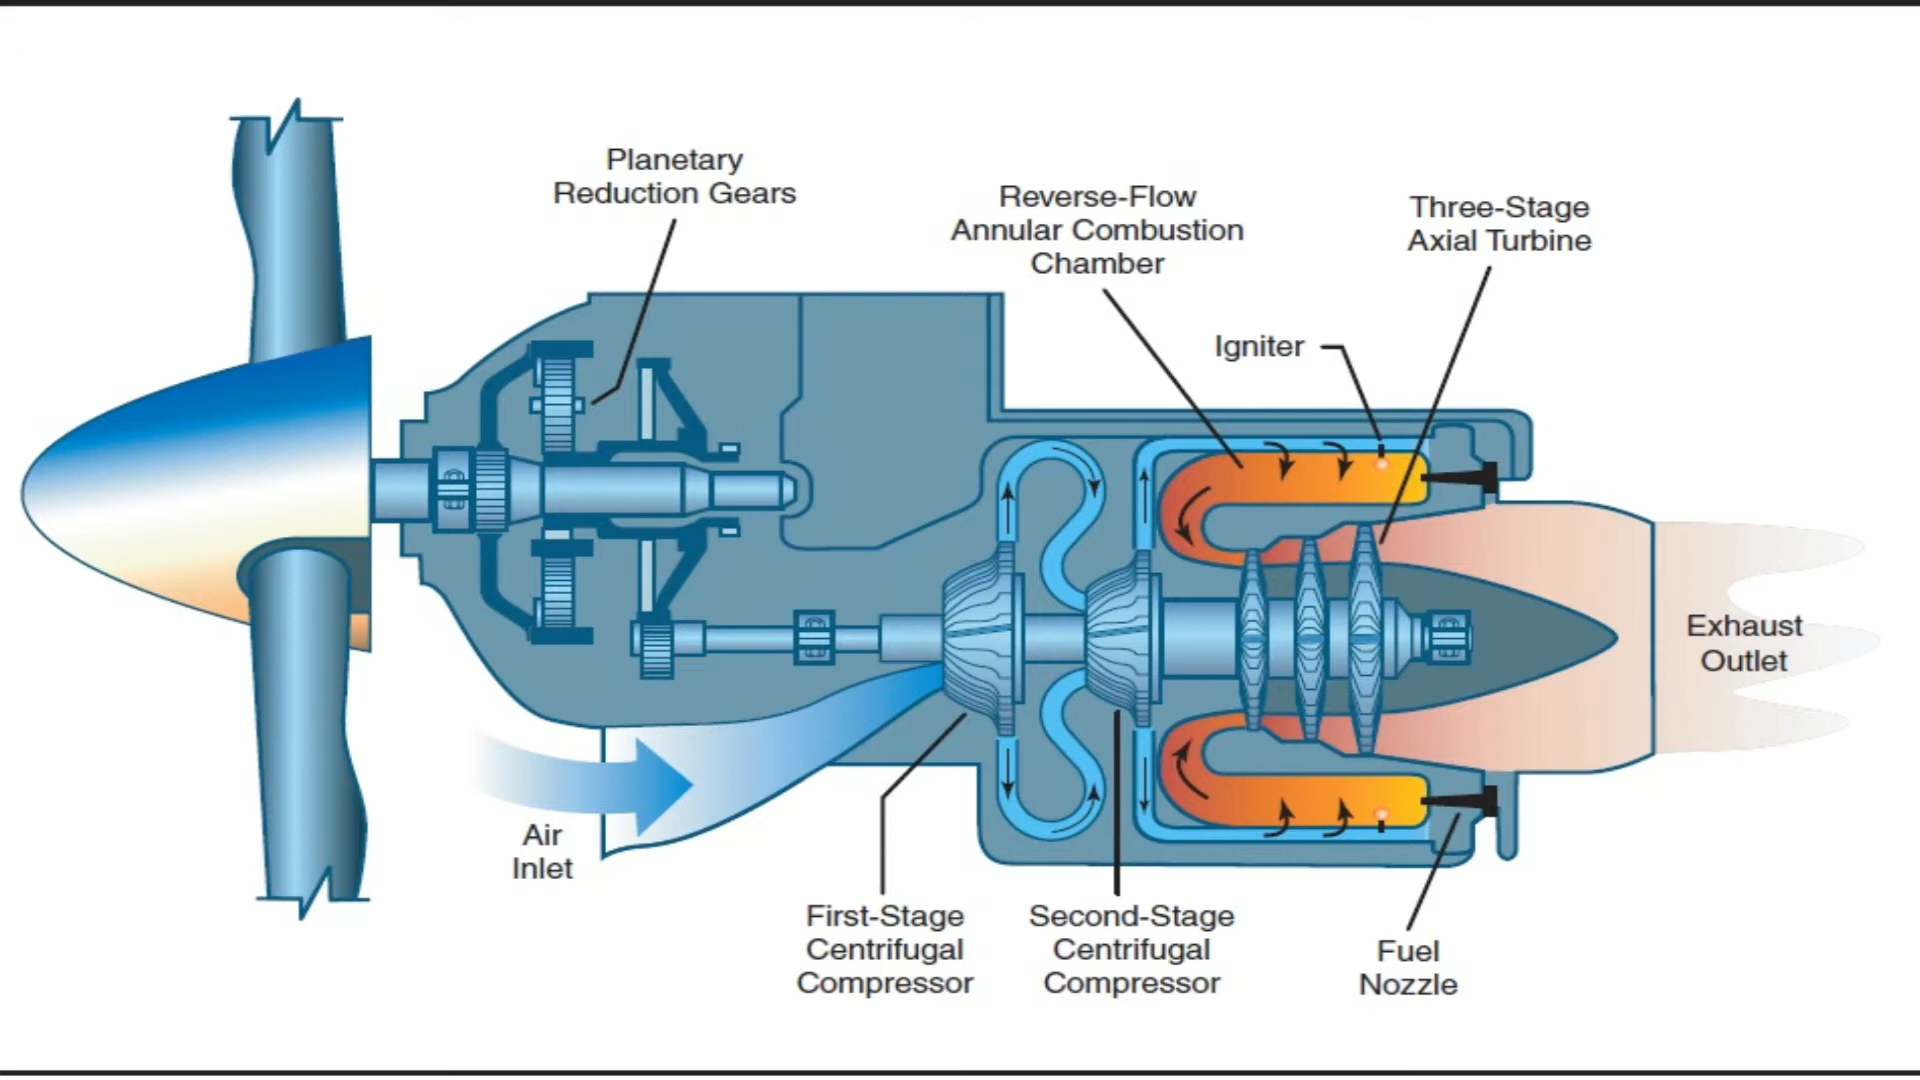 Planetary
Reduction Gears
Reverse-Flow
Annular Combustion
Chamber
Three-Stage
Axial Turbine
Igniter
Exhaust
Outlet
Air
Inlet
First-Stage
Centrifugal
Compressor
Second-Stage
Centrifugal
Compressor
Fuel
Nozzle